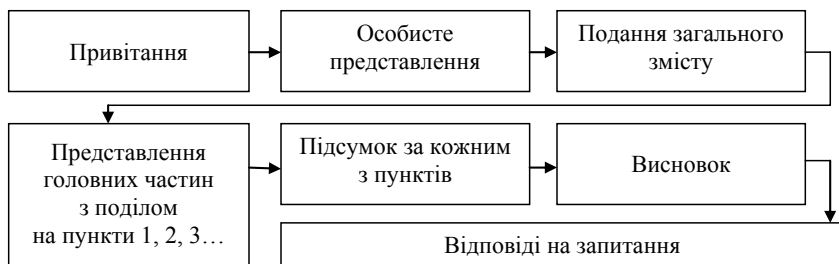 Привітання
Особисте
представлення
Подання загального
змісту
Представлення
головних частин
з поділом
на пункти 1, 2, 3…
Підсумок за кожним
з пунктів
Висновок
Відповіді на запитання